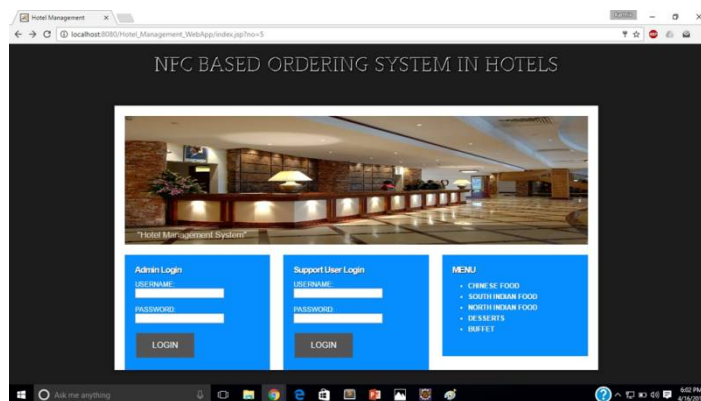 Hotel Management
localhost:8080/Hotel_Management_WebApp/index.jsp?no=5
NFC BASED ORDERING SYSTEM IN HOTELS
"Hotel Management System"
Admin Login
USERNAME:
PASSWORD:
LOGIN
Support User Login
USERNAME:
PASSWORD:
LOGIN
MENU
CHINESE FOOD
SOUTH INDIAN FOOD
NORTH INDIAN FOOD
DESSERTS
BUFFET
Ask me anything
6:02 PM